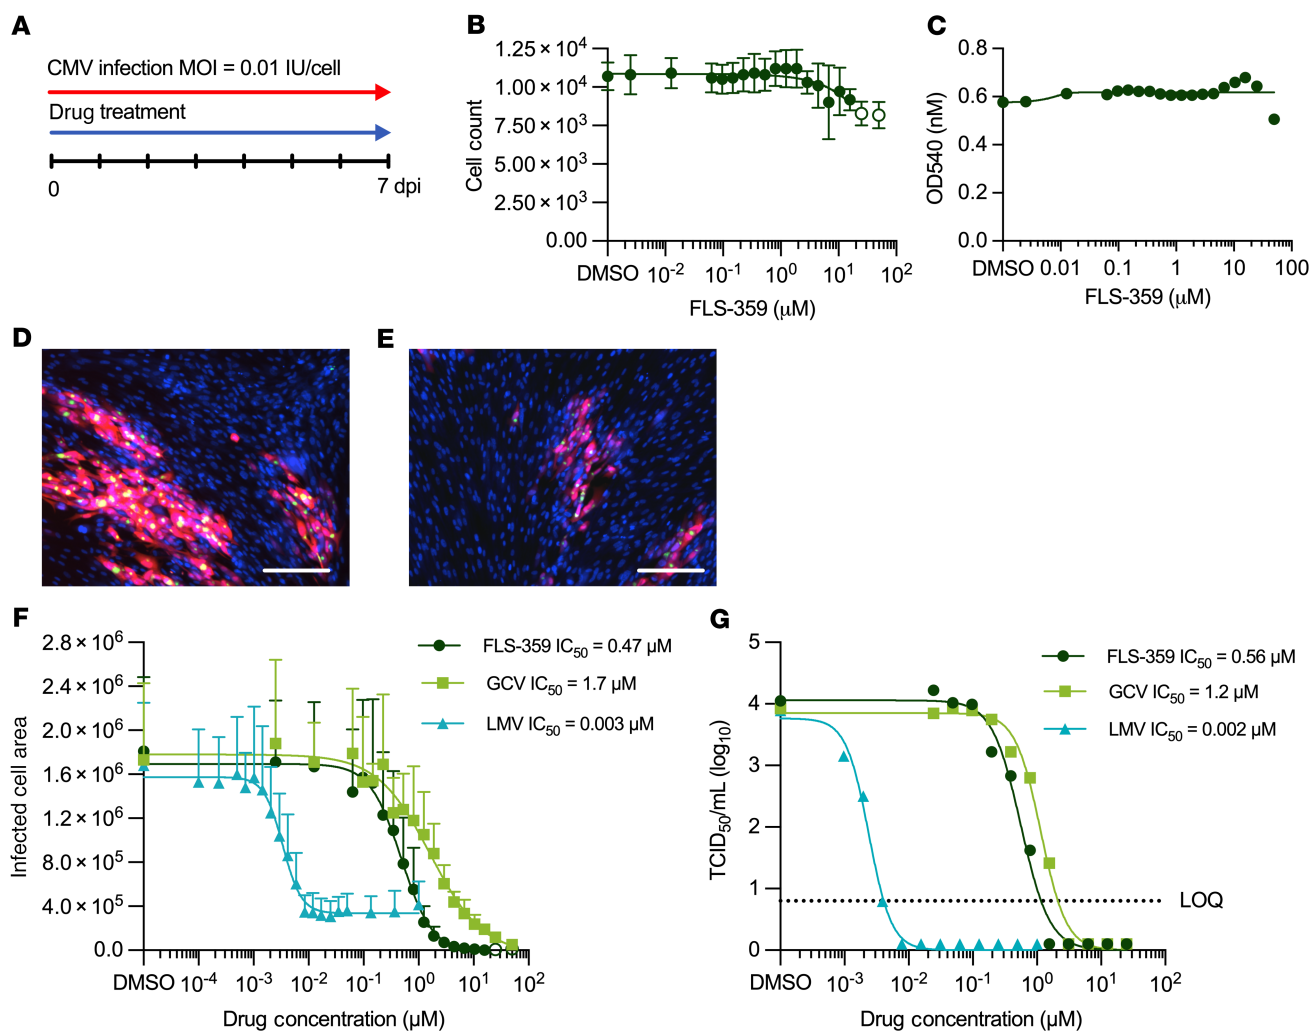 A
CMV infection MOI = 0.01 IU/cell
Drug treatment
0
7 dpi
B
Cell count
1.25 × 10⁴
1.00 × 10⁴
7.50 × 10³
5.00 × 10³
2.50 × 10³
0.00
DMSO 10⁻² 10⁻¹ 10⁰ 10¹ 10²
FLS-359 (μM)
C
OD540 (nM)
0.8
0.6
0.4
0.2
0.0
DMSO 0.01 0.1 1 10 100
FLS-359 (μM)
D
E
F
Infected cell area
2.8 × 10⁶
2.4 × 10⁶
2.0 × 10⁶
1.6 × 10⁶
1.2 × 10⁶
8.0 × 10⁵
4.0 × 10⁵
0.0
DMSO 10⁻⁴ 10⁻³ 10⁻² 10⁻¹ 10⁰ 10¹ 10²
Drug concentration (μM)
FLS-359 IC₅₀ = 0.47 μM
GCV IC₅₀ = 1.7 μM
LMV IC₅₀ = 0.003 μM
G
TCID₅₀/mL (log₁₀)
5
4
3
2
1
0
DMSO 10⁻³ 10⁻² 10⁻¹ 10⁰ 10¹ 10²
Drug concentration (μM)
FLS-359 IC₅₀ = 0.56 μM
GCV IC₅₀ = 1.2 μM
LMV IC₅₀ = 0.002 μM
LOQ